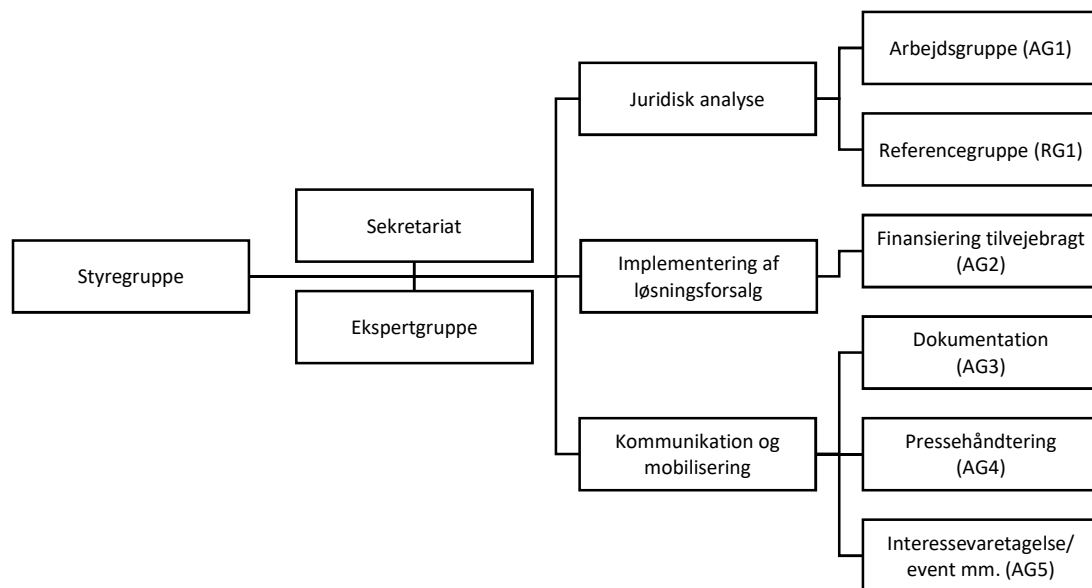 Styregruppe
Sekretariat
Ekspertgruppe
Juridisk analyse
Arbejdsgruppe (AG1)
Referencegruppe (RG1)
Implementering af
løsningsforsalg
Finansiering tilvejebragt
(AG2)
Kommunikation og
mobilisering
Dokumentation
(AG3)
Pressehåndtering
(AG4)
Interessevaretagelse/
event mm. (AG5)